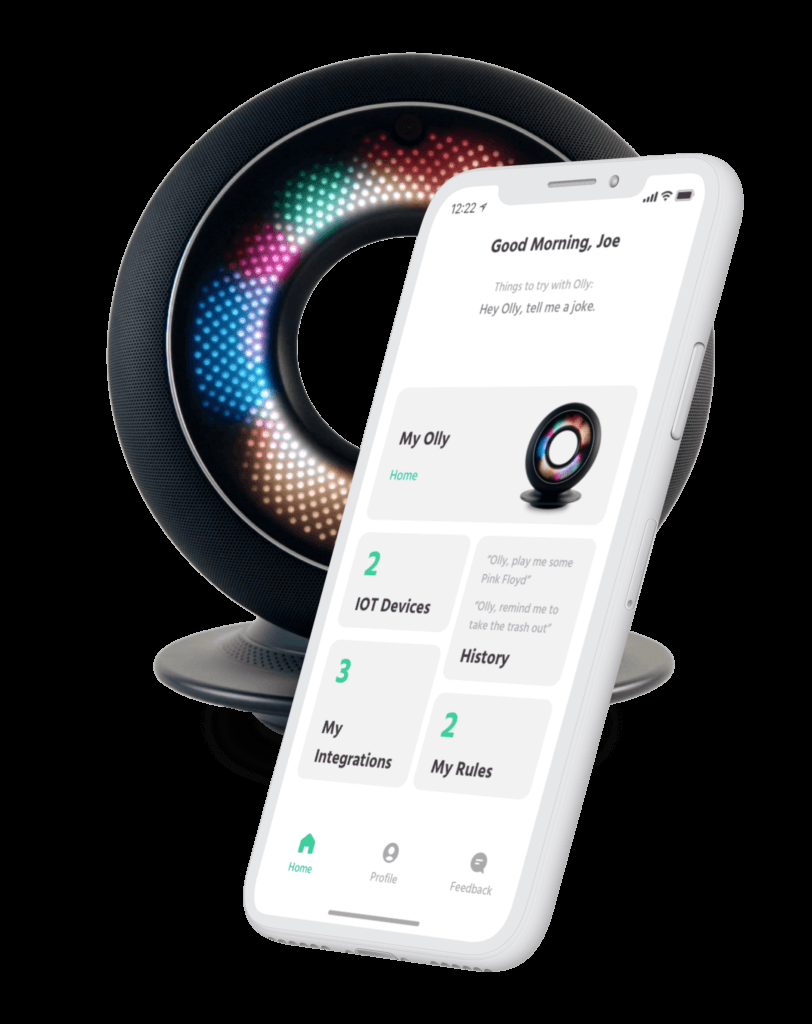 12:22
Good Morning, Joe
Things to try with Olly:
Hey Olly, tell me a joke.
My Olly
Home
2
IOT Devices
"Olly, play me some
Pink Floyd"
"Olly, remind me to
take the trash out"
History
3
My
Integrations
2
My Rules
Home
Profile
Feedback